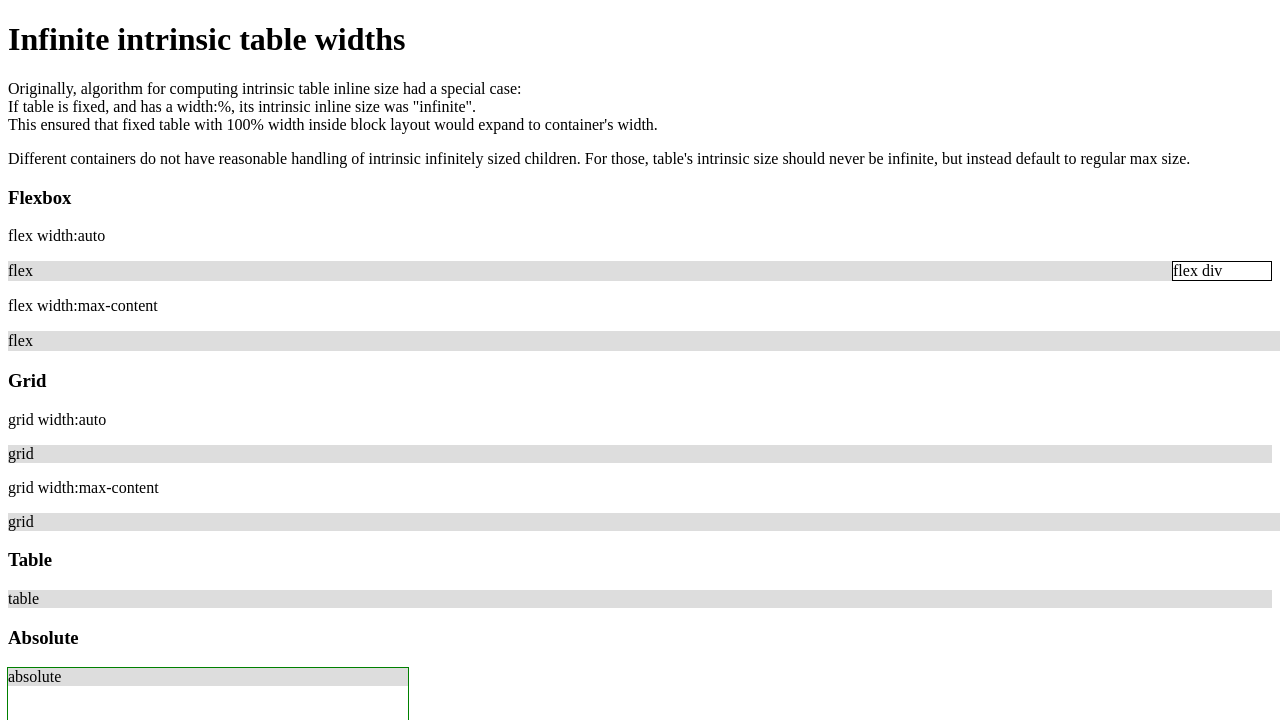 Infinite intrinsic table widths
Originally, algorithm for computing intrinsic table inline size had a special case:
If table is fixed, and has a width:%, its intrinsic inline size was "infinite".
This ensured that fixed table with 100% width inside block layout would expand to container's width.
Different containers do not have reasonable handling of intrinsic infinitely sized children. For those, table's intrinsic size should never be infinite, but instead default to regular max size.
Flexbox
flex width:auto
flex flex div
flex width:max-content
flex
Grid
grid width:auto
grid
grid width:max-content
grid
Table
table
Absolute
absolute